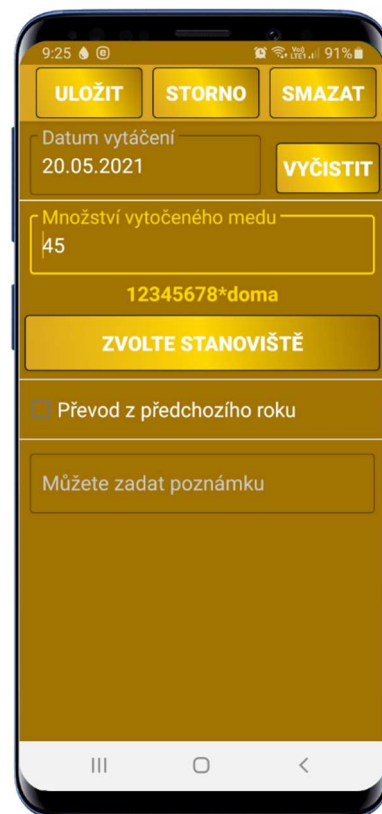 9:25 91%
ULOŽIT STORNO SMAZAT
Datum vytáčení
20.05.2021
VYČISTIT
Množství vytočeného medu
45
12345678*doma
ZVOLTE STANOVIŠTĚ
Převod z předchozího roku
Můžete zadat poznámku